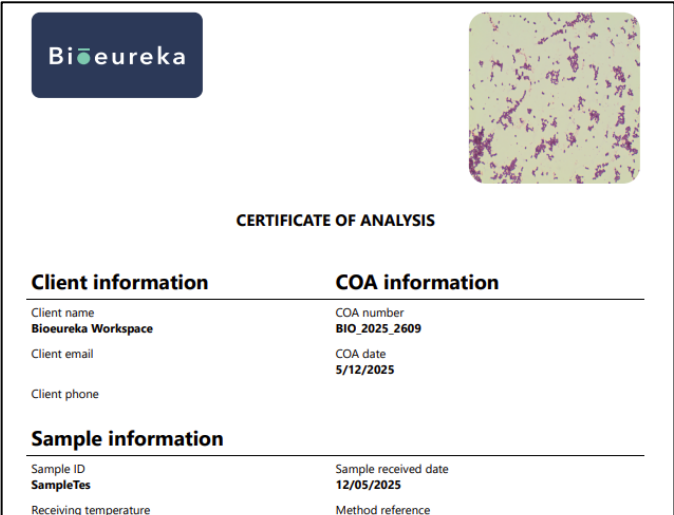 Biōeureka
CERTIFICATE OF ANALYSIS
Client information
COA information
Client name
Bioeureka Workspace
COA number
BIO_2025_2609
Client email
COA date
5/12/2025
Client phone
Sample information
Sample ID
SampleTes
Sample received date
12/05/2025
Receiving temperature
Method reference